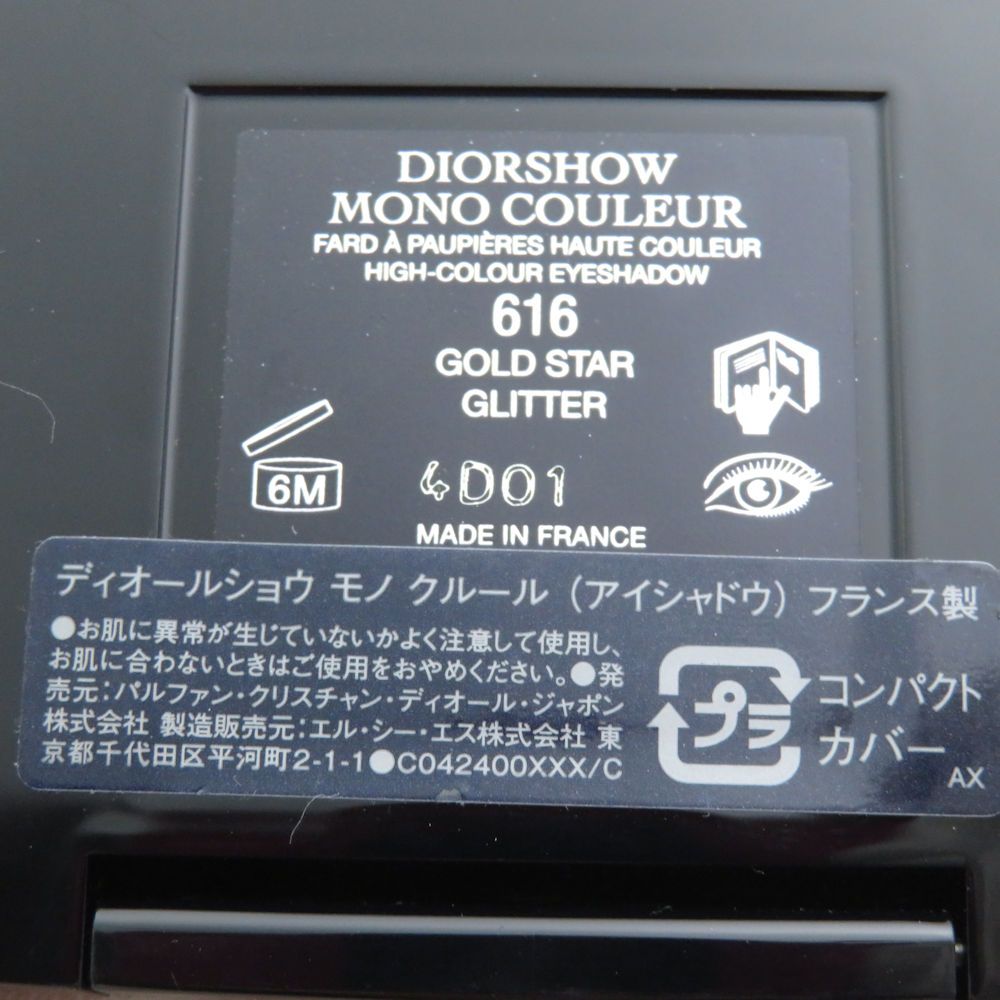 DIORSHOW
MONO COULEUR
FARD À PAUPIÈRES HAUTE COULEUR
HIGH-COLOUR EYESHADOW
616
GOLD STAR
GLITTER
6M
4D01
MADE IN FRANCE
ディオールショウ モノ クルール (アイシャドウ) フランス製
●お肌に異常が生じていないかよく注意して使用し、
お肌に合わないときはご使用をおやめください。●発
売元:パルファン・クリスチャン・ディオール・ジャポン
株式会社 製造販売元:エル・シー・エス株式会社 東
京都千代田区平河町2-1-1●C042400XXX/C
プラ
コンパクト
カバー
AX